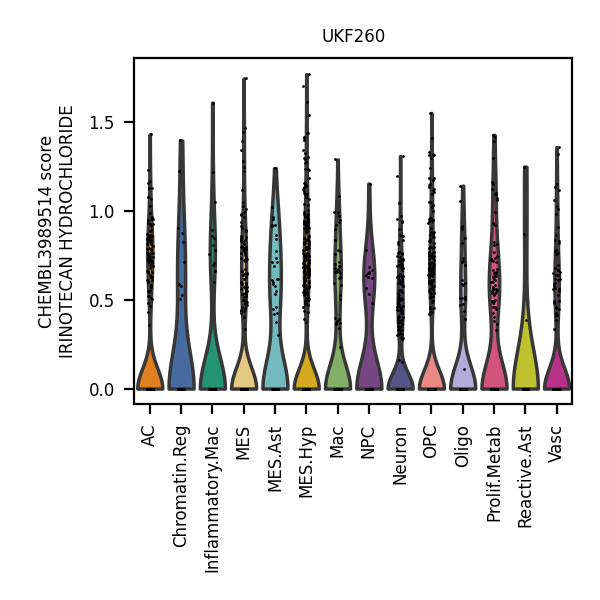 UKF260
CHEMBL3989514 score
IRINOTECAN HYDROCHLORIDE
1.5
1.0
0.5
0.0
AC
Chromatin.Reg
Inflammatory.Mac
MES
MES.Ast
MES.Hyp
Mac
NPC
Neuron
OPC
Oligo
Prolif.Metab
Reactive.Ast
Vasc